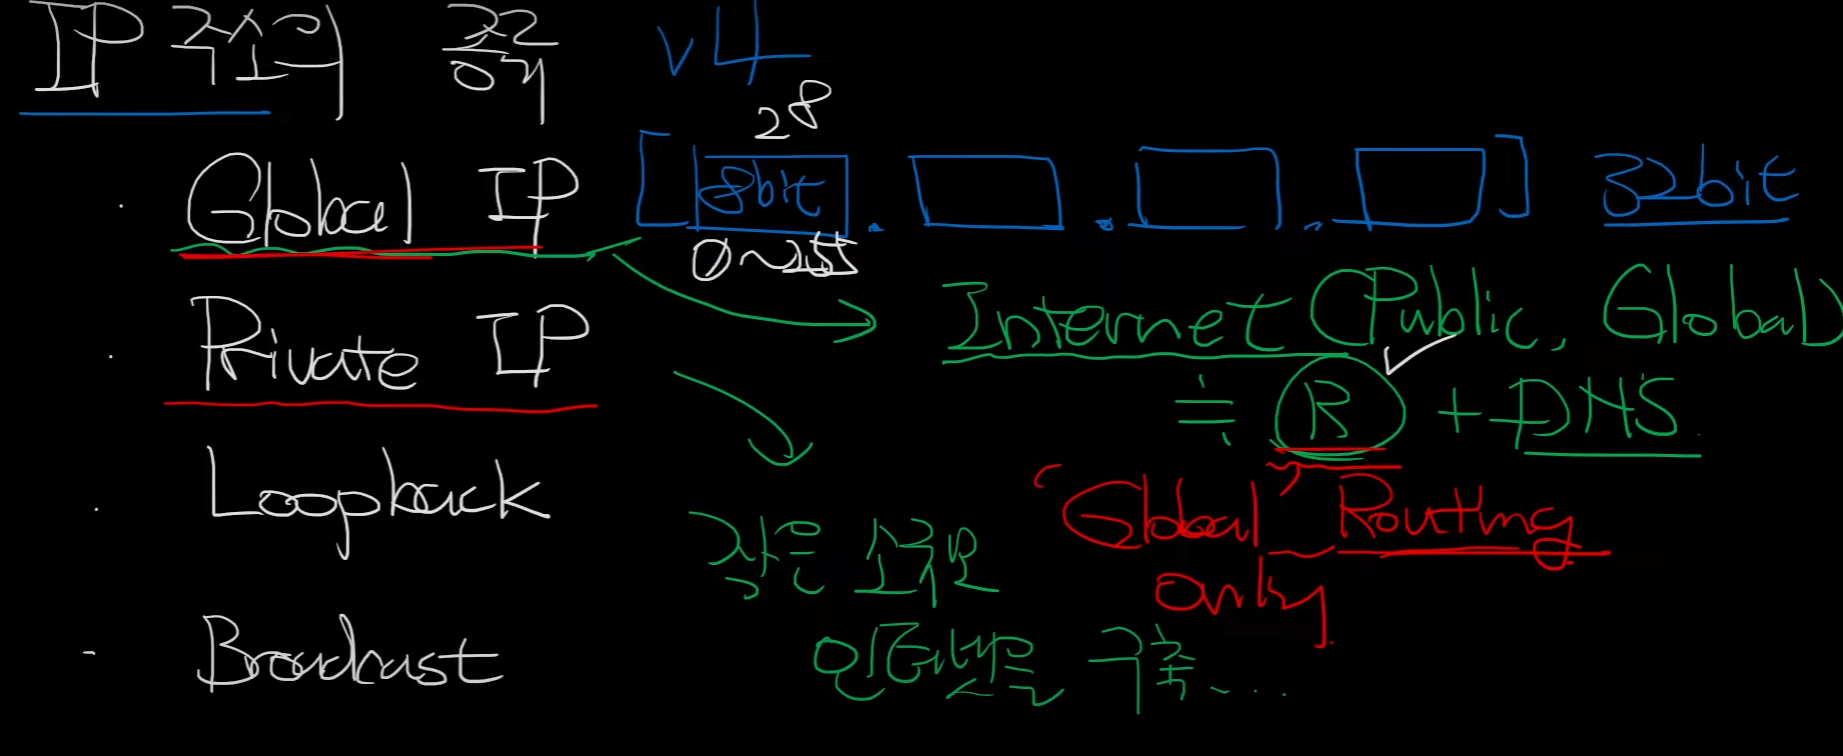 IP 주소의 종류 v4
2^8
Global IP [ 8bit . . . ] 32bit
0~255
Internet (Public, Global)
Private IP
≒ R + DNS
Loopback
"Global" Routing
only.
작은 소규모
인터넷을 구축....
Broadcast